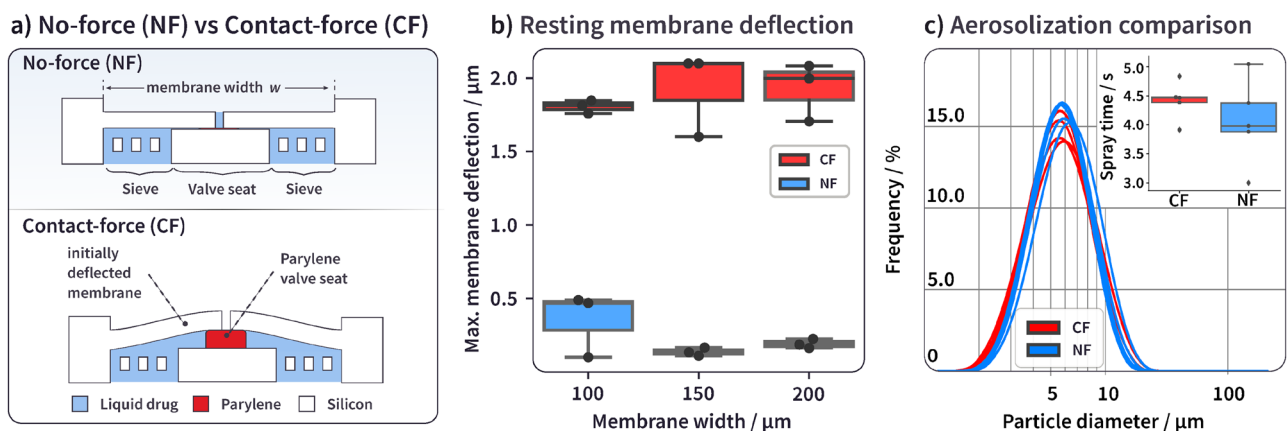 a) No-force (NF) vs Contact-force (CF)
No-force (NF)
membrane width w
Sieve
Valve seat
Sieve
Contact-force (CF)
initially
deflected
membrane
Parylene
valve seat
Liquid drug
Parylene
Silicon
b) Resting membrane deflection
Max. membrane deflection / μm
2.0
1.5
1.0
0.5
CF
NF
100
150
200
Membrane width / μm
c) Aerosolization comparison
Frequency / %
15.0
10.0
5.0
0
Spray time / s
5.0
4.5
4.0
3.5
3.0
CF
NF
CF
NF
5
10
100
Particle diameter / μm